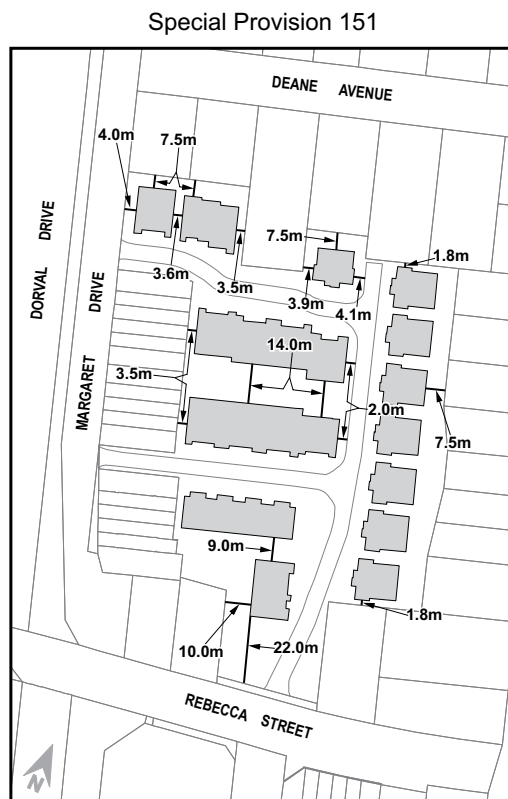 Special Provision 151
DEANE AVENUE
4.0m
7.5m
3.6m
3.5m
7.5m
3.9m
4.1m
1.8m
DORVAL DRIVE
MARGARET DRIVE
14.0m
3.5m
2.0m
7.5m
9.0m
10.0m
22.0m
1.8m
REBECCA STREET
N